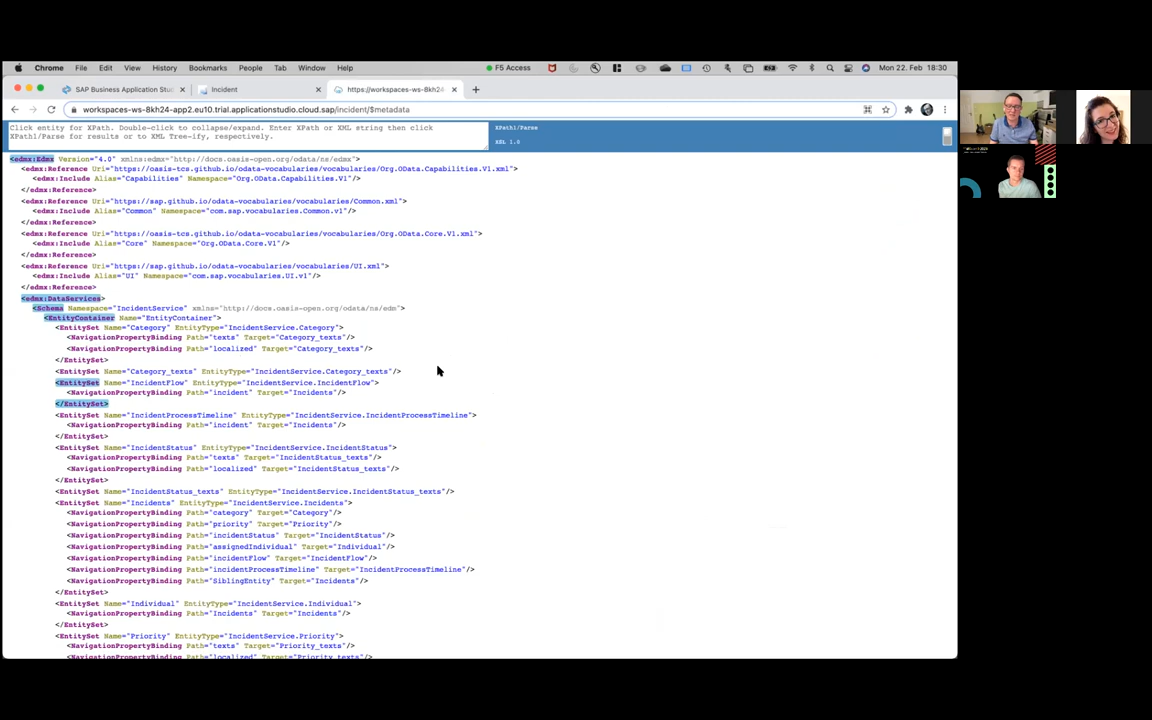 Chrome File Edit View History Bookmarks People Tab Window Help F5 Access Mon 22. Feb 18:30
SAP Business Application Stu Incident https://workspaces-ws-8kh24-
workspaces-ws-8kh24-app2.eu10.trial.applicationstudio.cloud.sap/incident/$metadata
Click entity for XPath. Double-click to collapse/expand. Enter XPath or XML string then click
XPath1/Parse for results or to XML Tree-ify, respectively.
XPath1/Parse
XSL 1.0
<edmx:Edmx Version="4.0" xmlns:edmx="http://docs.oasis-open.org/odata/ns/edmx">
<edmx:Reference Uri="https://oasis-tcs.github.io/odata-vocabularies/vocabularies/Org.OData.Capabilities.V1.xml">
<edmx:Include Alias="Capabilities" Namespace="Org.OData.Capabilities.V1"/>
</edmx:Reference>
<edmx:Reference Uri="https://sap.github.io/odata-vocabularies/vocabularies/Common.xml">
<edmx:Include Alias="Common" Namespace="com.sap.vocabularies.Common.v1"/>
</edmx:Reference>
<edmx:Reference Uri="https://oasis-tcs.github.io/odata-vocabularies/vocabularies/Org.OData.Core.V1.xml">
<edmx:Include Alias="Core" Namespace="Org.OData.Core.V1"/>
</edmx:Reference>
<edmx:Reference Uri="https://sap.github.io/odata-vocabularies/vocabularies/UI.xml">
<edmx:Include Alias="UI" Namespace="com.sap.vocabularies.UI.v1"/>
</edmx:Reference>
<edmx:DataServices>
<Schema Namespace="IncidentService" xmlns="http://docs.oasis-open.org/odata/ns/edm">
<EntityContainer Name="EntityContainer">
<EntitySet Name="Category" EntityType="IncidentService.Category">
<NavigationPropertyBinding Path="texts" Target="Category_texts"/>
<NavigationPropertyBinding Path="localized" Target="Category_texts"/>
</EntitySet>
<EntitySet Name="Category_texts" EntityType="IncidentService.Category_texts"/>
<EntitySet Name="IncidentFlow" EntityType="IncidentService.IncidentFlow">
<NavigationPropertyBinding Path="incident" Target="Incidents"/>
</EntitySet>
<EntitySet Name="IncidentProcessTimeline" EntityType="IncidentService.IncidentProcessTimeline">
<NavigationPropertyBinding Path="incident" Target="Incidents"/>
</EntitySet>
<EntitySet Name="IncidentStatus" EntityType="IncidentService.IncidentStatus">
<NavigationPropertyBinding Path="texts" Target="IncidentStatus_texts"/>
<NavigationPropertyBinding Path="localized" Target="IncidentStatus_texts"/>
</EntitySet>
<EntitySet Name="IncidentStatus_texts" EntityType="IncidentService.IncidentStatus_texts"/>
<EntitySet Name="Incidents" EntityType="IncidentService.Incidents">
<NavigationPropertyBinding Path="category" Target="Category"/>
<NavigationPropertyBinding Path="priority" Target="Priority"/>
<NavigationPropertyBinding Path="incidentStatus" Target="IncidentStatus"/>
<NavigationPropertyBinding Path="assignedIndividual" Target="Individual"/>
<NavigationPropertyBinding Path="incidentFlow" Target="IncidentFlow"/>
<NavigationPropertyBinding Path="incidentProcessTimeline" Target="IncidentProcessTimeline"/>
<NavigationPropertyBinding Path="SiblingEntity" Target="Incidents"/>
</EntitySet>
<EntitySet Name="Individual" EntityType="IncidentService.Individual">
<NavigationPropertyBinding Path="Incidents" Target="Incidents"/>
</EntitySet>
<EntitySet Name="Priority" EntityType="IncidentService.Priority">
<NavigationPropertyBinding Path="texts" Target="Priority_texts"/>
<NavigationPropertyBinding Path="localized" Target="Priority_texts"/>